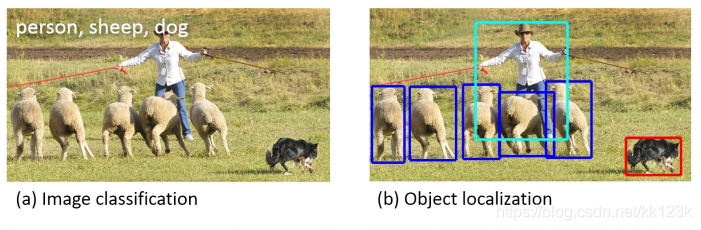 person, sheep, dog
(a) Image classification
(b) Object localization
https://blog.csdn.net/kk123k